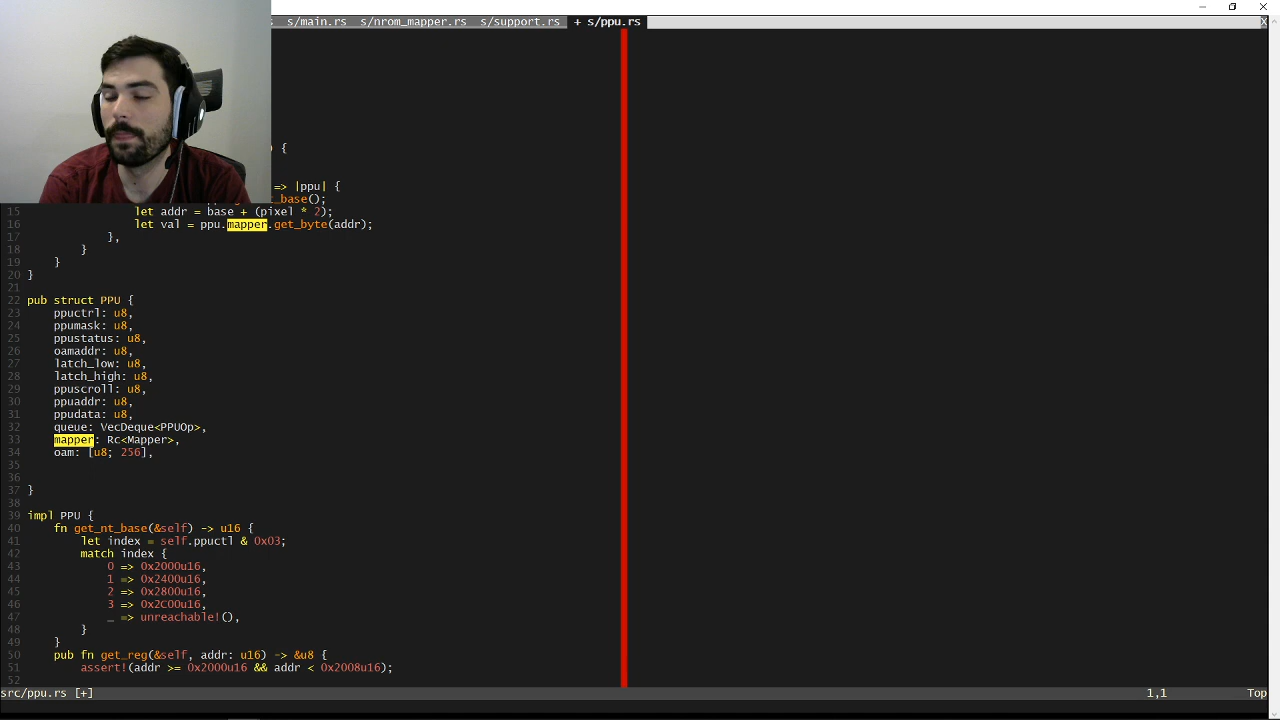 s/main.rs s/nrom_mapper.rs s/support.rs + s/ppu.rs X
{
=> |ppu| {
_base();
15 let addr = base + (pixel * 2);
16 let val = ppu.mapper.get_byte(addr);
17 },
18 }
19 }
20 }
21
22 pub struct PPU {
23 ppuctrl: u8,
24 ppumask: u8,
25 ppustatus: u8,
26 oamaddr: u8,
27 latch_low: u8,
28 latch_high: u8,
29 ppuscroll: u8,
30 ppuaddr: u8,
31 ppudata: u8,
32 queue: VecDeque<PPUOp>,
33 mapper: Rc<Mapper>,
34 oam: [u8; 256],
35
36
37 }
38
39 impl PPU {
40 fn get_nt_base(&self) -> u16 {
41 let index = self.ppuctl & 0x03;
42 match index {
43 0 => 0x2000u16,
44 1 => 0x2400u16,
45 2 => 0x2800u16,
46 3 => 0x2C00u16,
47 _ => unreachable!(),
48 }
49 }
50 pub fn get_reg(&self, addr: u16) -> &u8 {
51 assert!(addr >= 0x2000u16 && addr < 0x2008u16);
52
src/ppu.rs [+] 1,1 Top